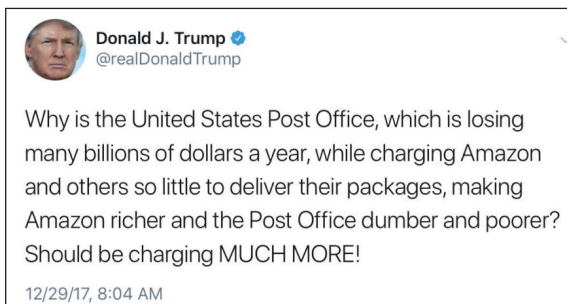 Donald J. Trump
@realDonaldTrump
Why is the United States Post Office, which is losing
many billions of dollars a year, while charging Amazon
and others so little to deliver their packages, making
Amazon richer and the Post Office dumber and poorer?
Should be charging MUCH MORE!
12/29/17, 8:04 AM